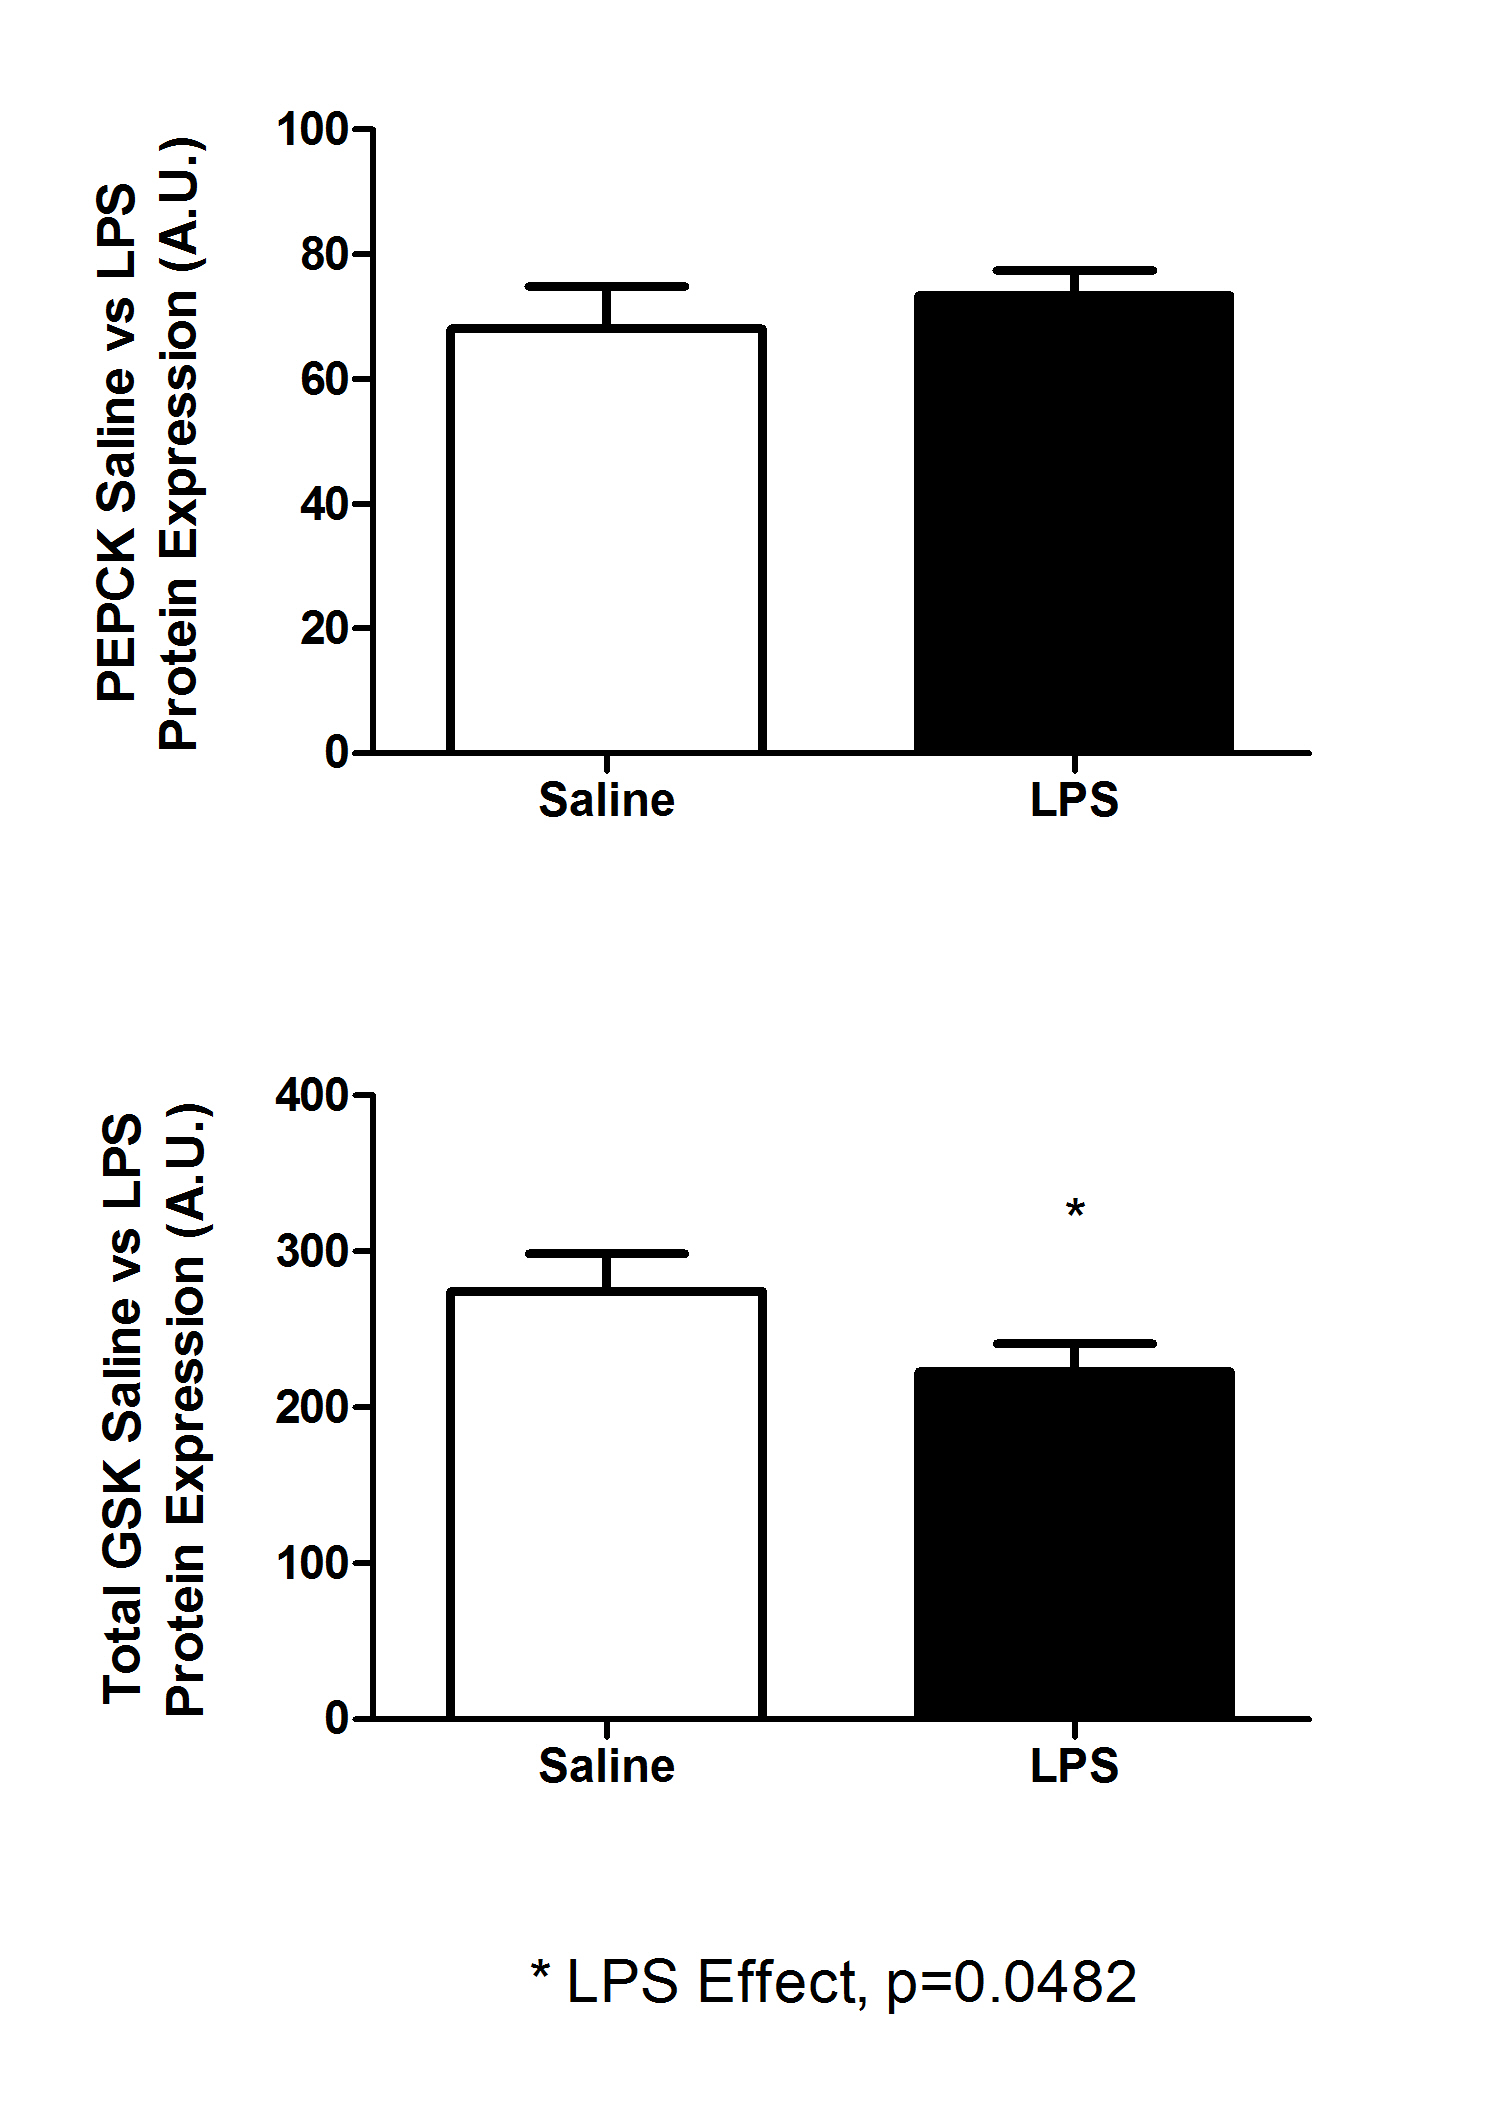 PEPCK Saline vs LPS
Protein Expression (A.U.)
100
80
60
40
20
0
Saline LPS
Total GSK Saline vs LPS
Protein Expression (A.U.)
400
*
300
200
100
0
Saline LPS
* LPS Effect, p=0.0482